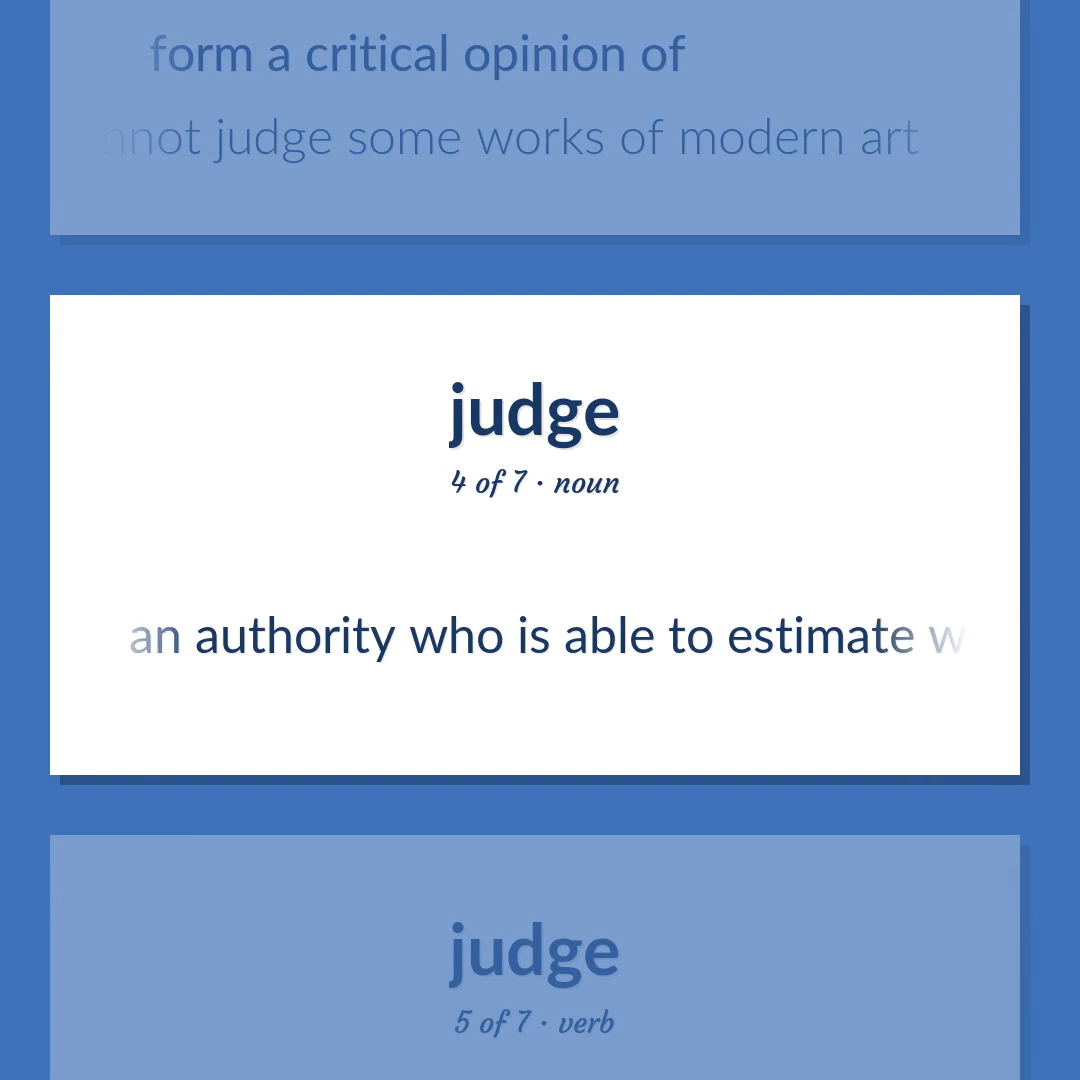 form a critical opinion of
judge some works of modern art
judge
4 of 7 · noun
an authority who is able to estimate
judge
5 of 7 · verb